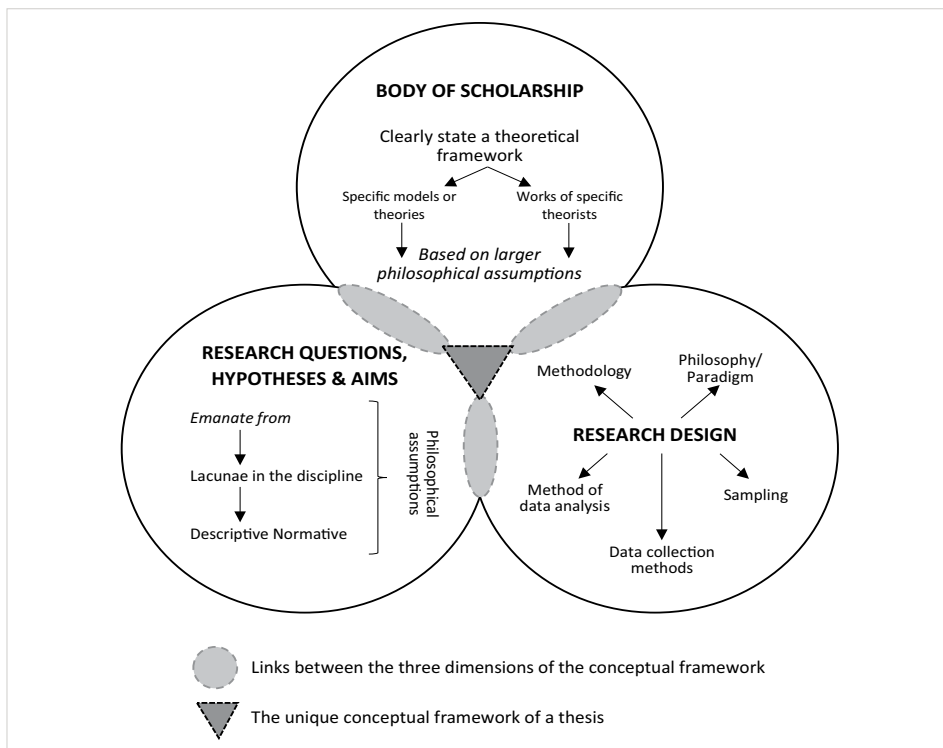 BODY OF SCHOLARSHIP
Clearly state a theoretical
framework
Specific models or
theories
Works of specific
theorists
Based on larger
philosophical assumptions
RESEARCH QUESTIONS,
HYPOTHESES & AIMS
Emanate from
Lacunae in the discipline
Descriptive Normative
Philosophical
assumptions
Methodology
Philosophy/
Paradigm
RESEARCH DESIGN
Method of
data analysis
Sampling
Data collection
methods
Links between the three dimensions of the conceptual framework
The unique conceptual framework of a thesis